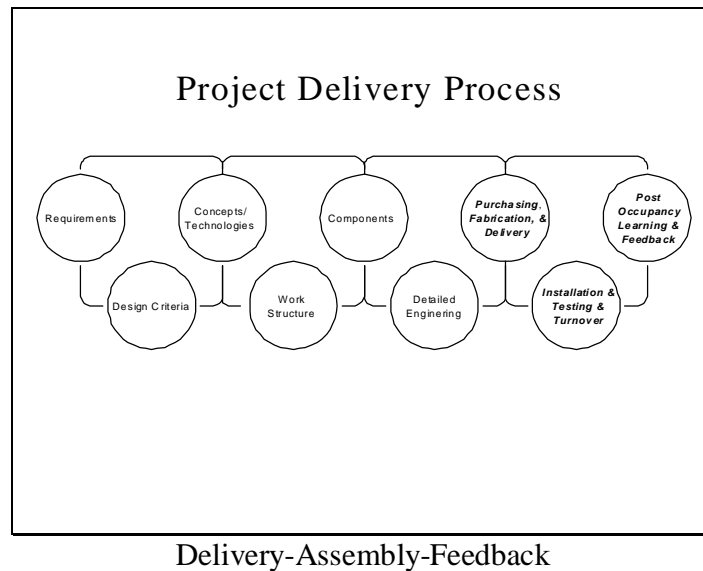 Project Delivery Process
Requirements
Concepts/
Technologies
Components
Purchasing,
Fabrication, &
Delivery
Post
Occupancy
Learning &
Feedback
Design Criteria
Work
Structure
Detailed
Enginering
Installation &
Testing &
Turnover
Delivery-Assembly-Feedback